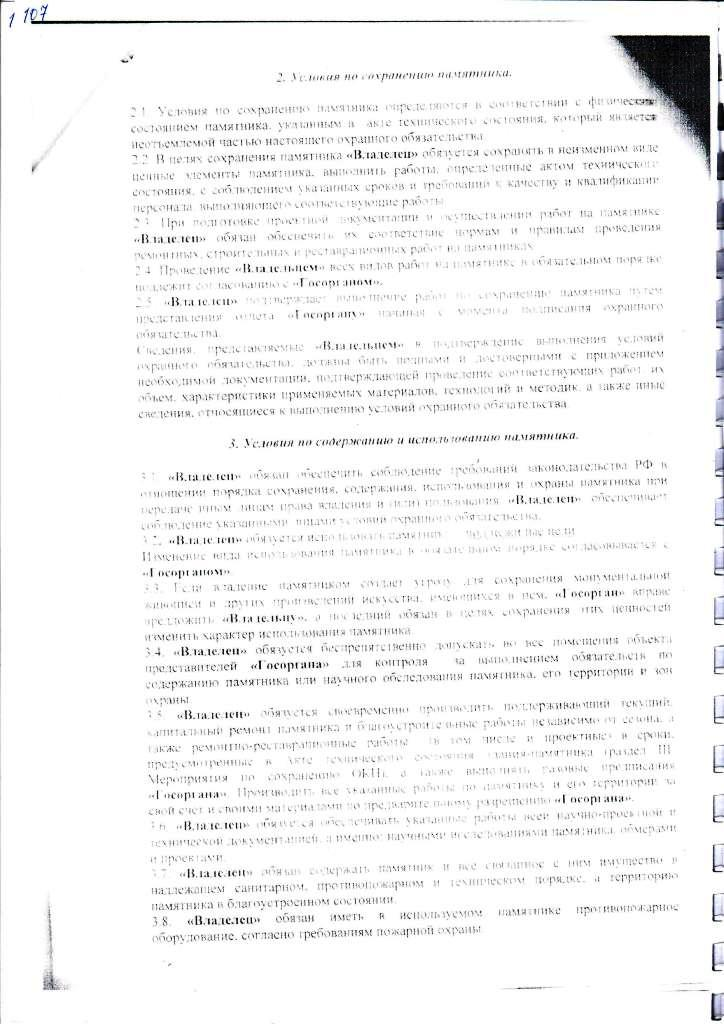 1 107
2. Условия по сохранению памятника.
2.1. Условия по сохранению памятника определяются в соответствии с физическим
состоянием памятника, указанным в акте технического состояния, который является
неотъемлемой частью настоящего охранного обязательства.
2.2. В целях сохранения памятника «Владелец» обязуется сохранять в неизменном виде
ценные элементы памятника, выполнить работы, определенные актом технического
состояния, с соблюдением указанных сроков и требований к качеству и квалификации
персонала, выполняющего соответствующие работы.
2.3. При подготовке проектной документации и осуществлении работ на памятнике
«Владелец» обязан обеспечить их соответствие нормам и правилам проведения
ремонтных, строительных и реставрационных работ на памятниках.
2.4. Проведение «Владельцем» всех видов работ на памятнике в обязательном порядке
подлежит согласованию с «Госорганом».
2.5. «Владелец» подтверждает выполнение работ по сохранению памятника путем
представления отчета «Госоргану» начиная с момента подписания охранного
обязательства.
Сведения, представляемые «Владельцем» в подтверждение выполнения условий
охранного обязательства, должны быть полными и достоверными с приложением
необходимой документации, подтверждающей проведение соответствующих работ, их
объем, характеристики применяемых материалов, технологий и методик, а также иные
сведения, относящиеся к выполнению условий охранного обязательства.
3. Условия по содержанию и использованию памятника.
3.1. «Владелец» обязан обеспечить соблюдение требований законодательства РФ в
отношении порядка сохранения, содержания, использования и охраны памятника при
передаче иным лицам права владения и (или) пользования. «Владелец» обеспечивает
соблюдение указанными лицами условий охранного обязательства.
3.2. «Владелец» обязуется использовать памятник под
Изменение вида использования памятника в обязательном порядке согласовывается с
«Госорганом».
3.3. Если владение памятником создает угрозу для сохранения монументальной
живописи и других произведений искусства, имеющихся в нем, «Госорган» вправе
предложить «Владельцу», а последний обязан в целях сохранения этих ценностей
изменить характер использования памятника.
3.4. «Владелец» обязуется беспрепятственно допускать во все помещения объекта
представителей «Госоргана» для контроля за выполнением обязательств по
содержанию памятника или научного обследования памятника, его территории и зон
охраны.
3.5. «Владелец» обязуется своевременно производить поддерживающий текущий,
капитальный ремонт памятника и благоустроительные работы независимо от сезона, а
также ремонтно-реставрационные работы (в том числе и проектные) в сроки,
предусмотренные в Акте технического состояния здания-памятника (раздел III
Мероприятия по сохранению ОКН), а также выполнять разовые предписания
«Госоргана». Производить все указанные работы по памятнику и его территории за
свой счет и своими материалами по предварительному разрешению «Госоргана».
3.6. «Владелец» обязуется обеспечивать указанные работы всей научно-проектной и
технической документацией, а именно: научными исследованиями памятника, обмерами
и проектами.
3.7. «Владелец» обязан содержать памятник и все связанное с ним имущество в
надлежащем санитарном, противопожарном и техническом порядке, а территорию
памятника в благоустроенном состоянии.
3.8. «Владелец» обязан иметь в используемом памятнике противопожарное
оборудование, согласно требованиям пожарной охраны.